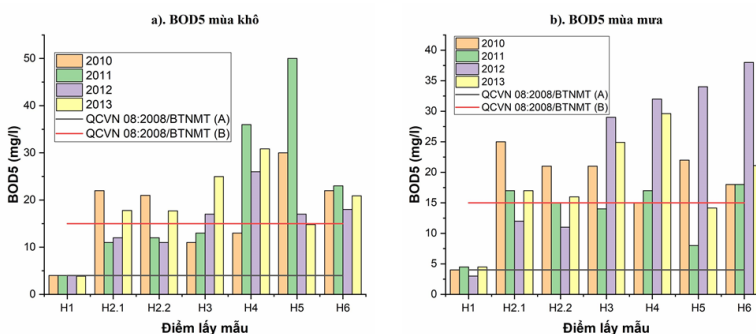 a). BOD5 mùa khô
BOD5 (mg/l)
50
40
30
20
10
0
2010
2011
2012
2013
QCVN 08:2008/BTNMT (A)
QCVN 08:2008/BTNMT (B)
H1 H2.1 H2.2 H3 H4 H5 H6
Điểm lấy mẫu
b). BOD5 mùa mưa
BOD5 (mg/l)
40
35
30
25
20
15
10
5
0
2010
2011
2012
2013
QCVN 08:2008/BTNMT (A)
QCVN 08:2008/BTNMT (B)
H1 H2.1 H2.2 H3 H4 H5 H6
Điểm lấy mẫu